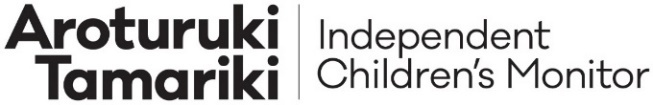 Aroturuki
Tamariki
Independent
Children's Monitor